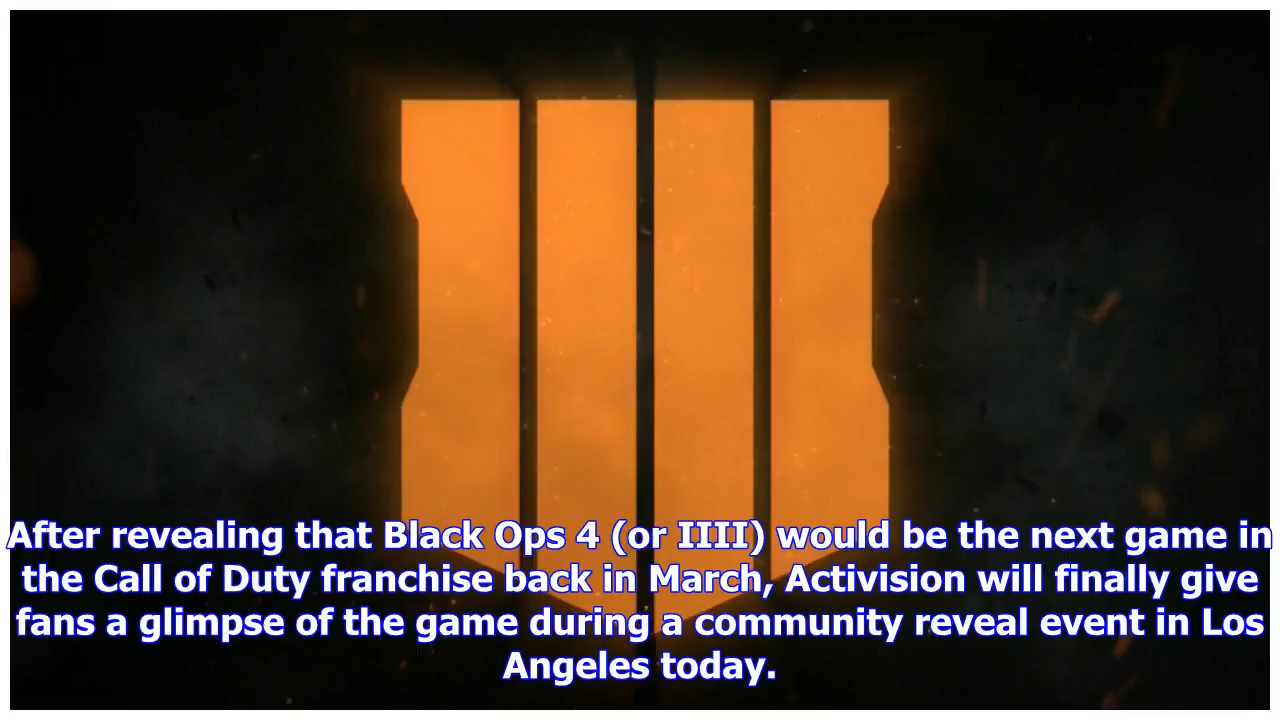 After revealing that Black Ops 4 (or IIII) would be the next game in
the Call of Duty franchise back in March, Activision will finally give
fans a glimpse of the game during a community reveal event in Los
Angeles today.